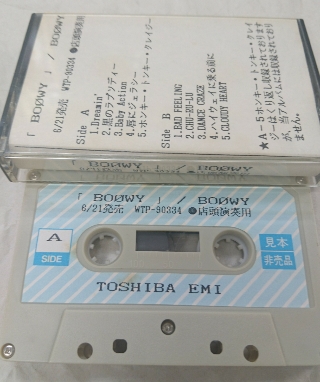 「 BOØWY 」 / BOØWY
6/21発売 WTP-90334 ●店頭演奏用
Side A
1.Dreamin'
2.黒のラプソディー
3.Baby Action
4.唇にジェラシー
5.ホンキー・トンキー・クレイジー
Side B
1.BAD FEELING
2.CHU-RU-LU
3.DANCE CRAZE
4.ハイウェイに乗る前に
5.CLOUDY HEART
★A-5ホンキー・トンキー・クレイ
ジーはくり返し収録されております
が、当アルバムには収録されており
ません。
「 BOØWY 」 / BOØWY
「 BOØWY 」 / BOØWY
6/21発売 WTP-90334 ●店頭演奏用
A
SIDE
見本
非売品
TOSHIBA EMI